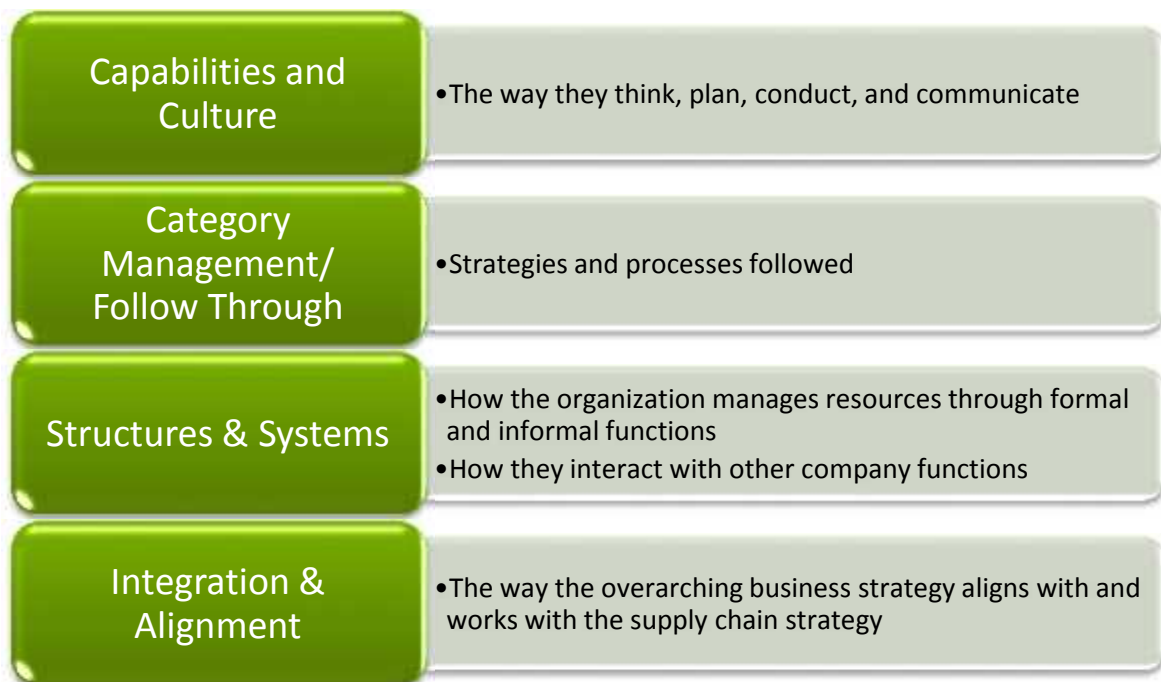 Capabilities and
Culture
•The way they think, plan, conduct, and communicate
Category
Management/
Follow Through
•Strategies and processes followed
Structures & Systems
•How the organization manages resources through formal
and informal functions
•How they interact with other company functions
Integration &
Alignment
•The way the overarching business strategy aligns with and
works with the supply chain strategy